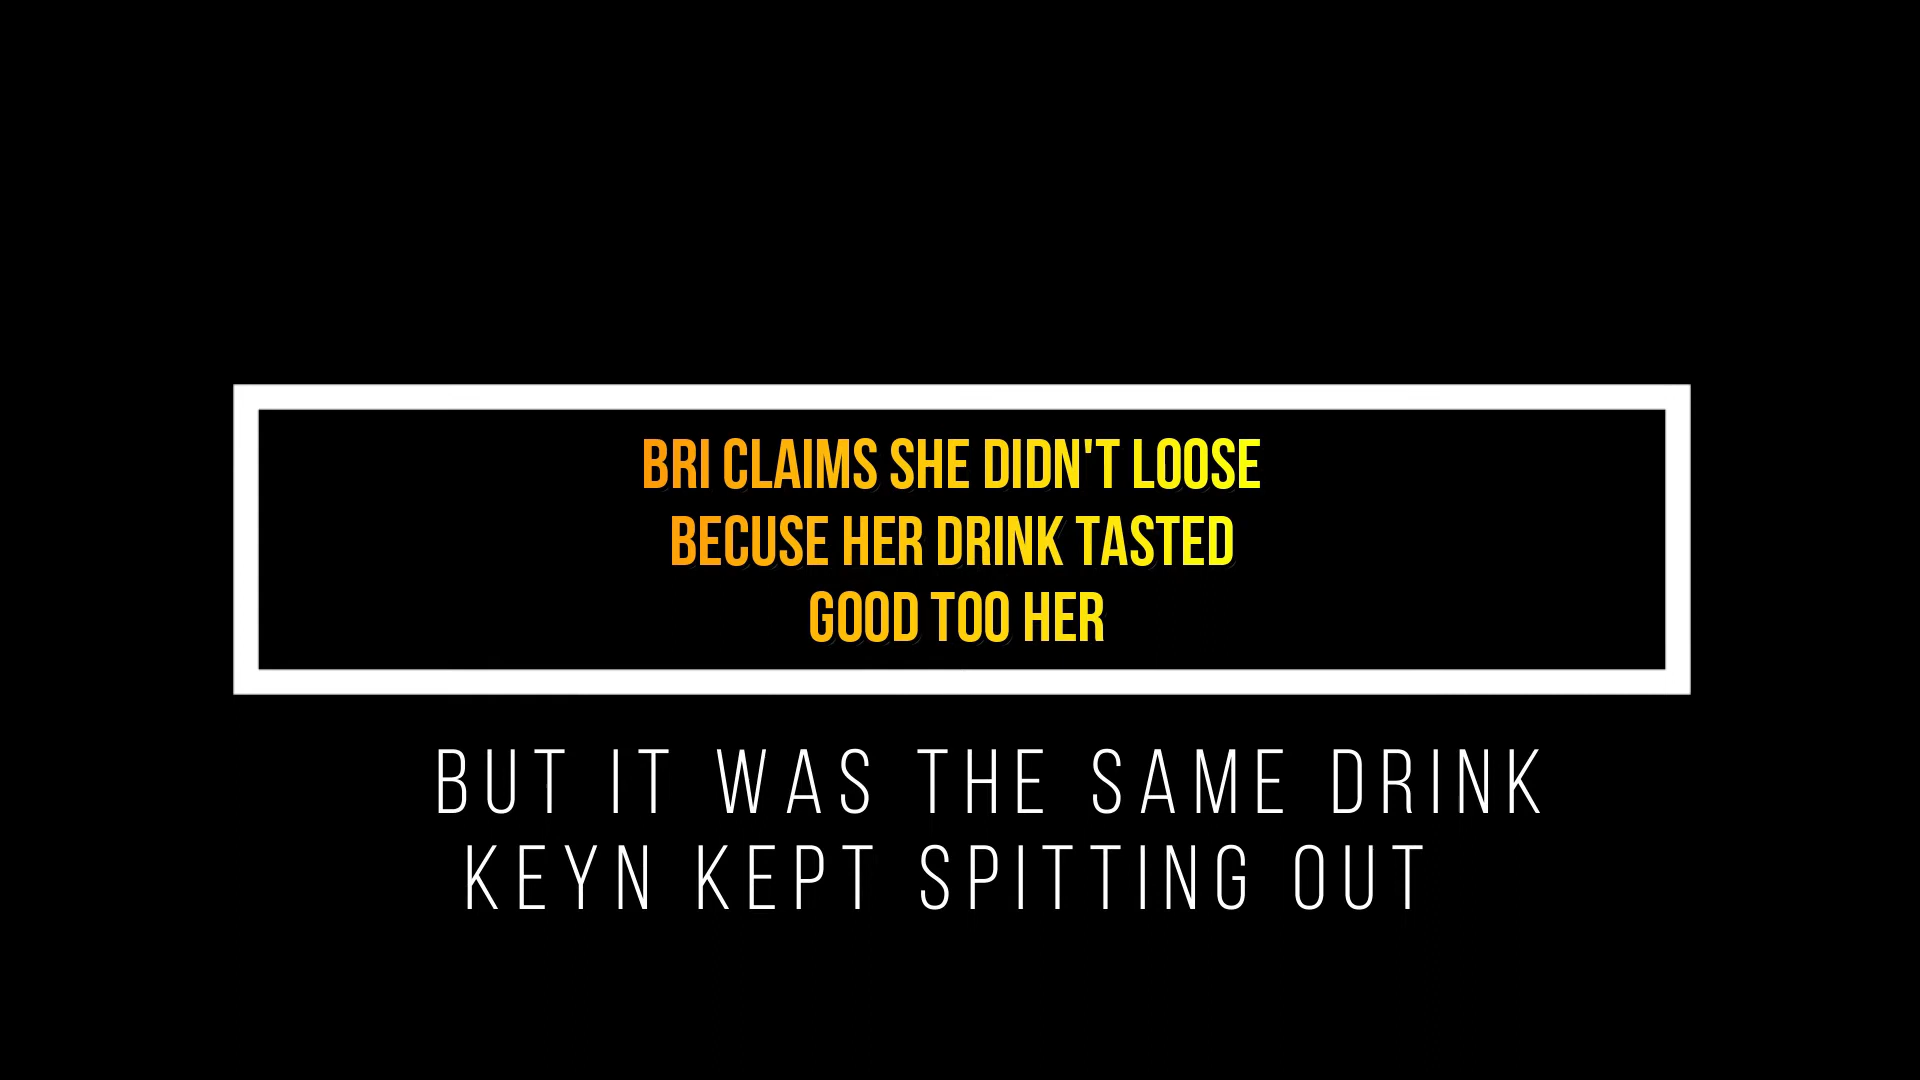 BRI CLAIMS SHE DIDN'T LOOSE
BECUSE HER DRINK TASTED
GOOD TOO HER
BUT IT WAS THE SAME DRINK
KEYN KEPT SPITTING OUT